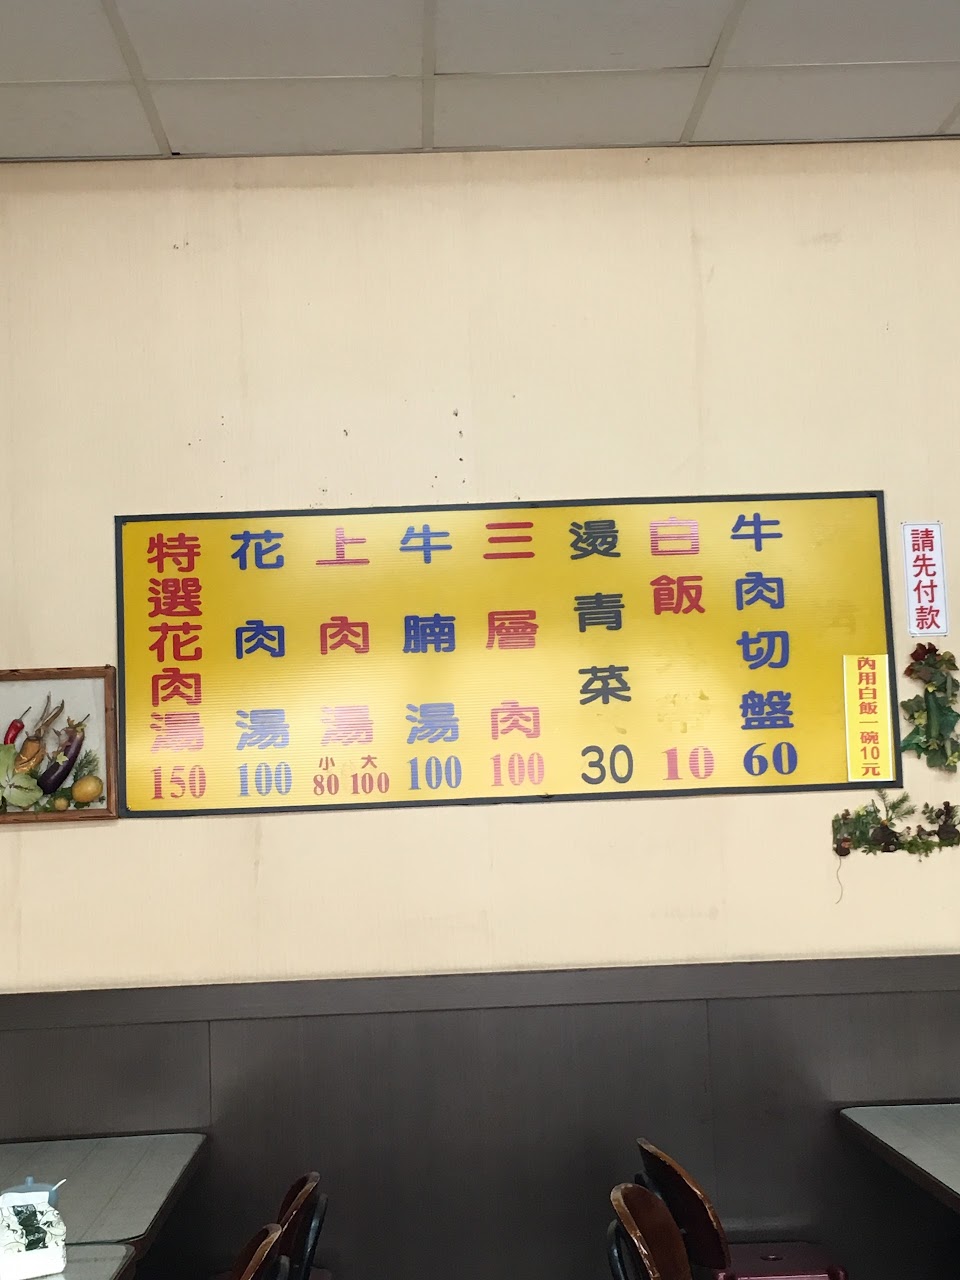 特選花肉湯 150
花肉湯 100
上肉湯 小 80 大 100
牛腩湯 100
三層肉 100
燙青菜 30
白飯 10
牛肉切盤 60
內用白飯一碗10元
請先付款